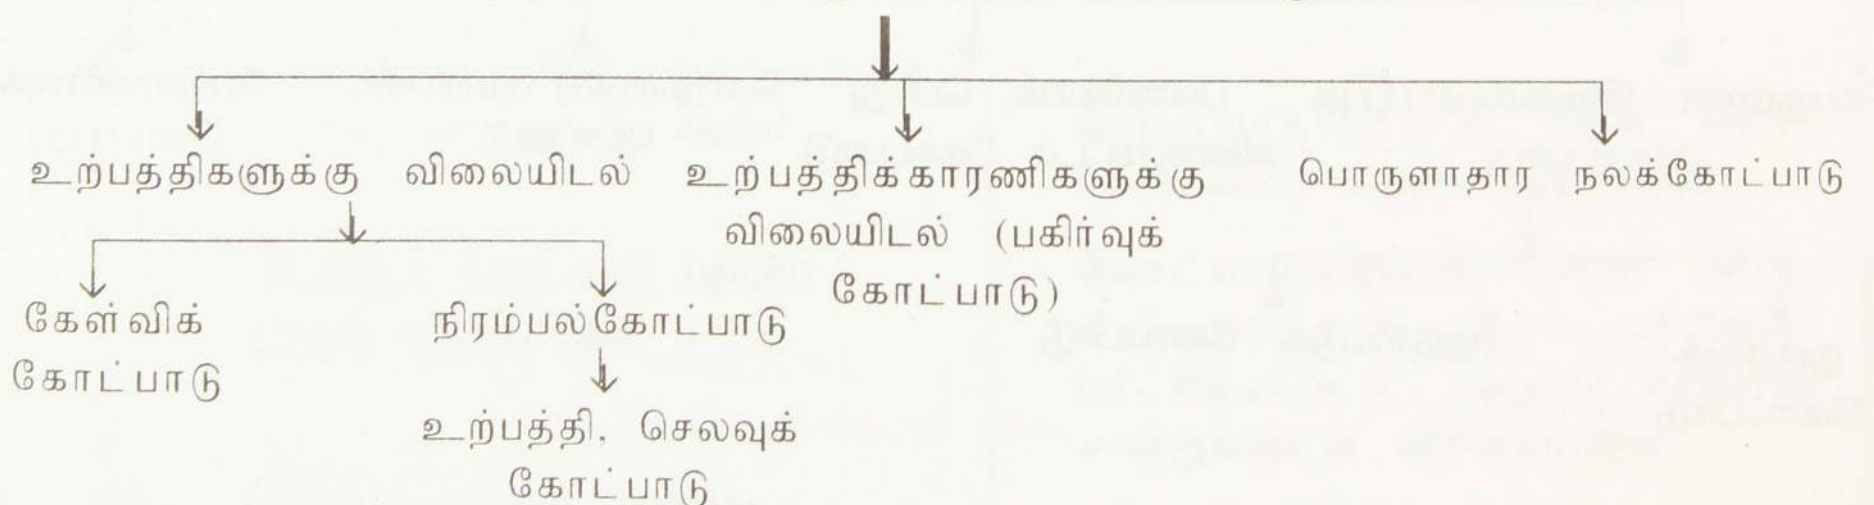 உற்பத்திகளுக்கு விலையிடல்
உற்பத்திக்காரணிகளுக்கு
விலையிடல் (பகிர்வுக்
கோட்பாடு)
பொருளாதார நலக்கோட்பாடு
கேள்விக்
கோட்பாடு
நிரம்பல்கோட்பாடு
உற்பத்தி, செலவுக்
கோட்பாடு